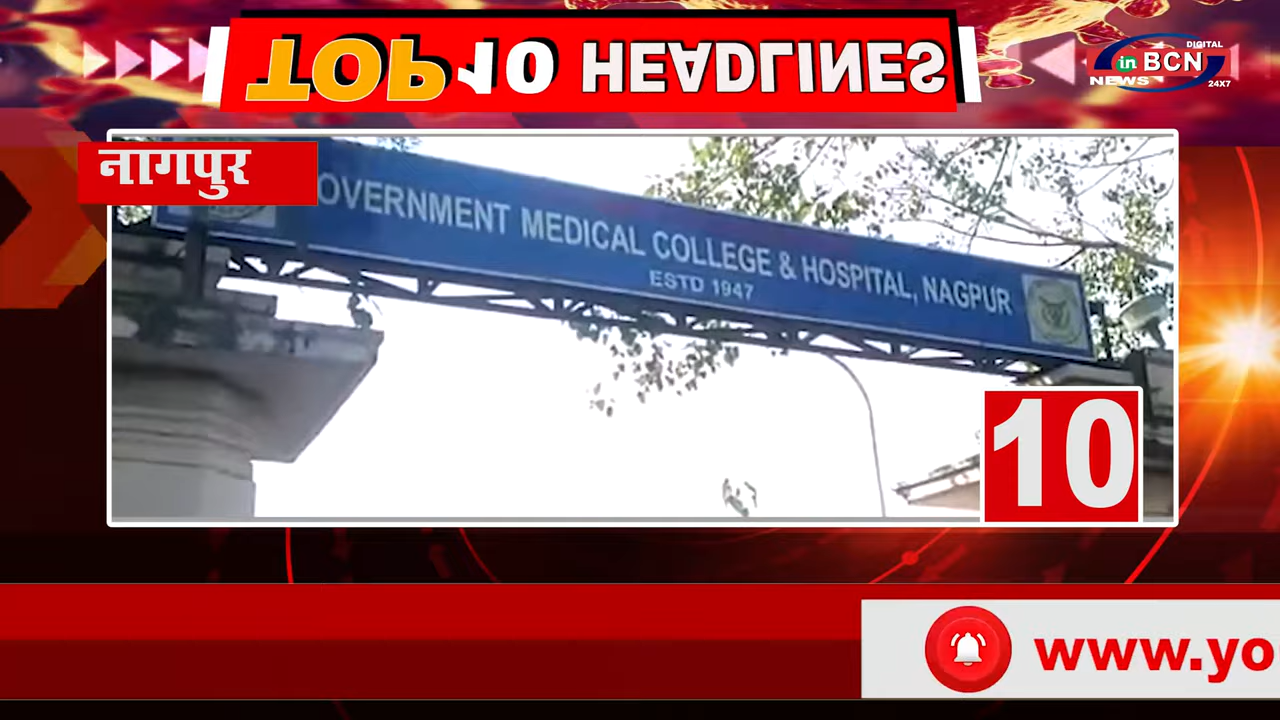 TOP 10 HEADLINES
DIGITAL
in BCN
NEWS
24X7
नागपुर
OVERNMENT MEDICAL COLLEGE & HOSPITAL, NAGPUR
ESTD 1947
10
www.yo